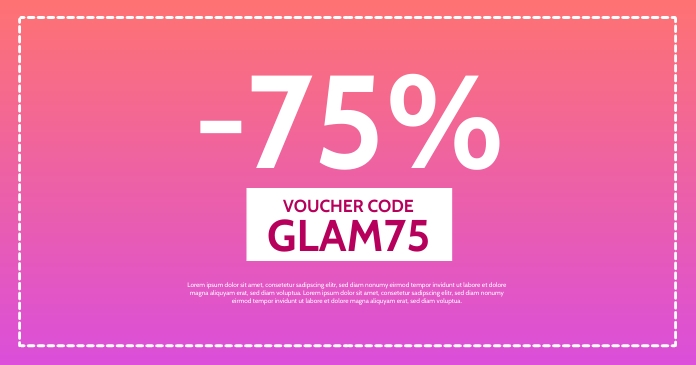 -75%
VOUCHER CODE
GLAM75
Lorem ipsum dolor sit amet, consetetur sadipscing elitr, sed diam nonumy eirmod tempor invidunt ut labore et dolore
magna aliquyam erat, sed diam voluptua. Lorem ipsum dolor sit amet, consetetur sadipscing elitr, sed diam nonumy
eirmod tempor invidunt ut labore et dolore magna aliquyam erat, sed diam voluptua.